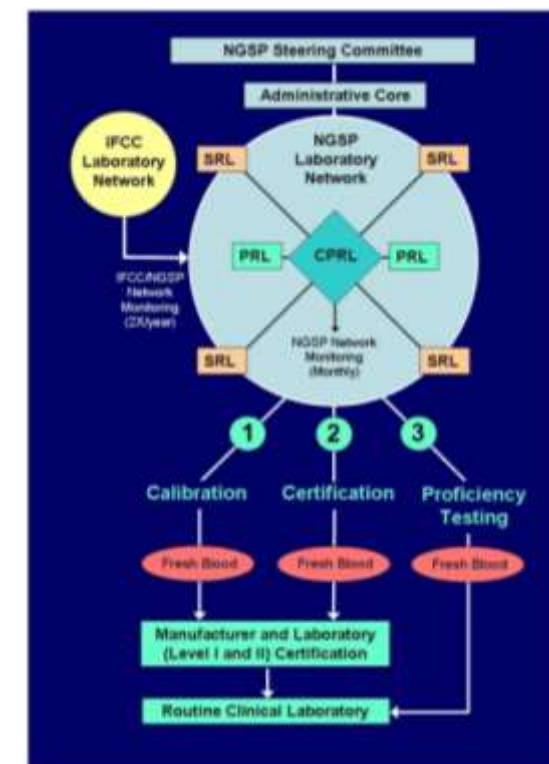 NGSP Steering Committee
Administrative Core
IFCC
Laboratory
Network
SRL
NGSP
Laboratory
Network
SRL
PRL
CPRL
PRL
IFCC/NGSP
Network
Monitoring
(2X/year)
NGSP Network
Monitoring
(Monthly)
SRL
SRL
1
2
3
Calibration
Certification
Proficiency
Testing
Fresh Blood
Fresh Blood
Fresh Blood
Manufacturer and Laboratory
(Level I and II) Certification
Routine Clinical Laboratory